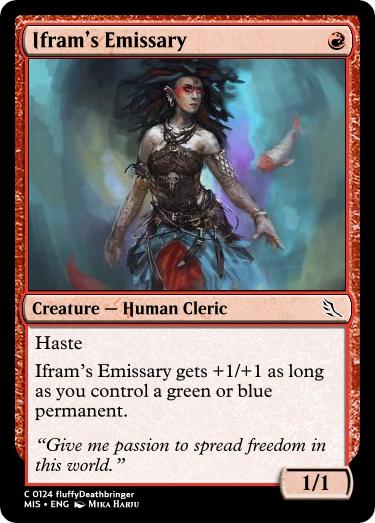 Ifram's Emissary
Creature — Human Cleric
Haste
Ifram's Emissary gets +1/+1 as long
as you control a green or blue
permanent.
“Give me passion to spread freedom in
this world.”
1/1
C 0124 fluffyDeathbringer
MIS • ENG Mika Harju